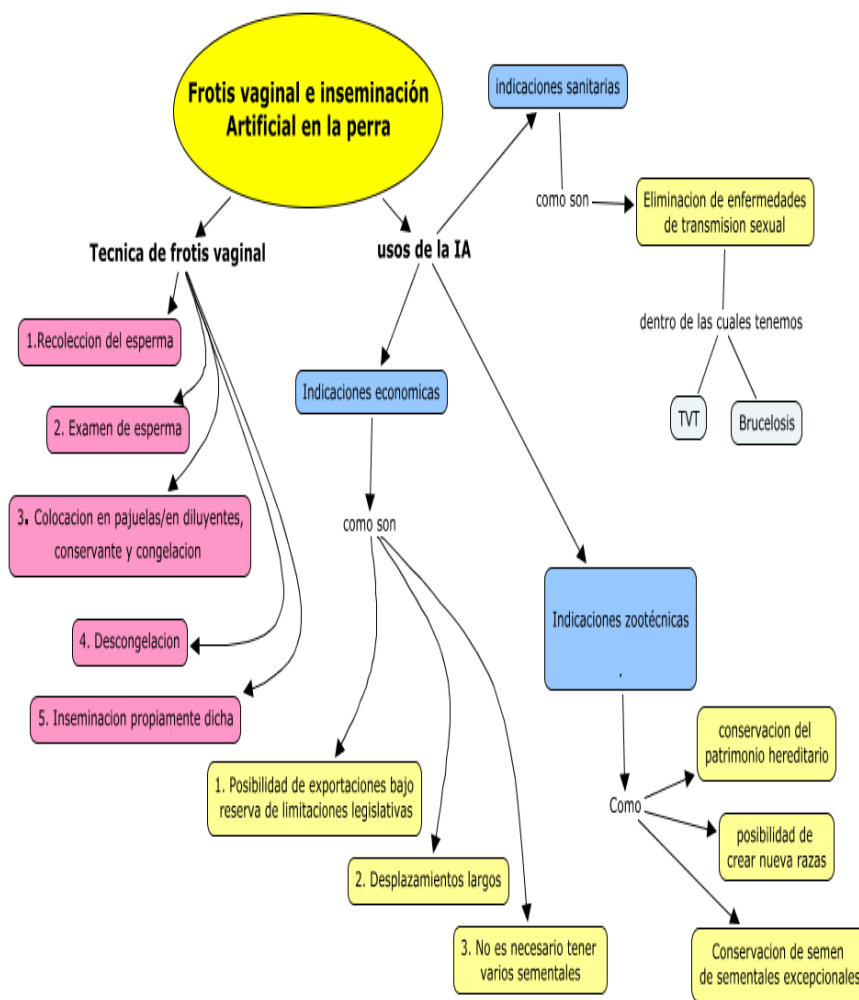 Frotis vaginal e inseminación
Artificial en la perra
indicaciones sanitarias
como son
Eliminacion de enfermedades
de transmision sexual
Tecnica de frotis vaginal
usos de la IA
dentro de las cuales tenemos
1.Recoleccion del esperma
Indicaciones economicas
TVT
Brucelosis
2. Examen de esperma
3. Colocacion en pajuelas/en diluyentes,
conservante y congelacion
como son
Indicaciones zootécnicas
.
4. Descongelacion
5. Inseminacion propiamente dicha
conservacion del
patrimonio hereditario
1. Posibilidad de exportaciones bajo
reserva de limitaciones legislativas
Como
posibilidad de
crear nueva razas
2. Desplazamientos largos
3. No es necesario tener
varios sementales
Conservacion de semen
de sementales excepcionales